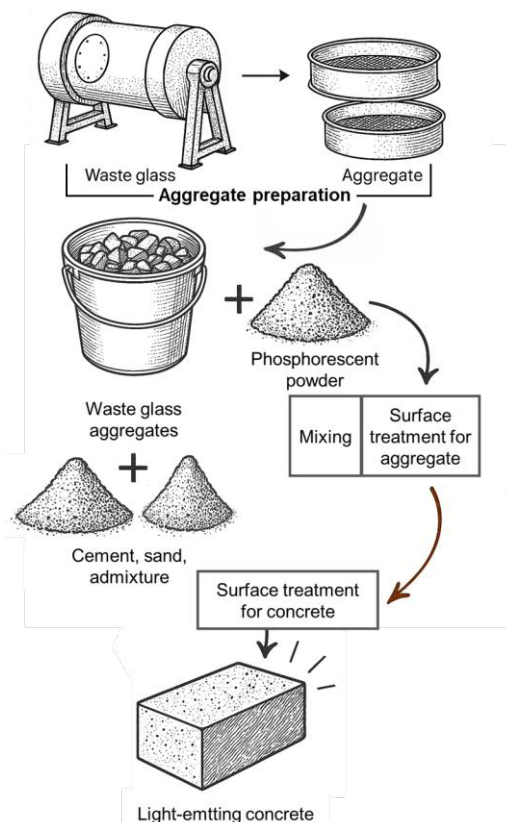 Waste glass
Aggregate
Aggregate preparation
+
Phosphorescent
powder
Waste glass
aggregates
Mixing
Surface
treatment for
aggregate
+
Cement, sand,
admixture
Surface treatment
for concrete
Light-emtting concrete